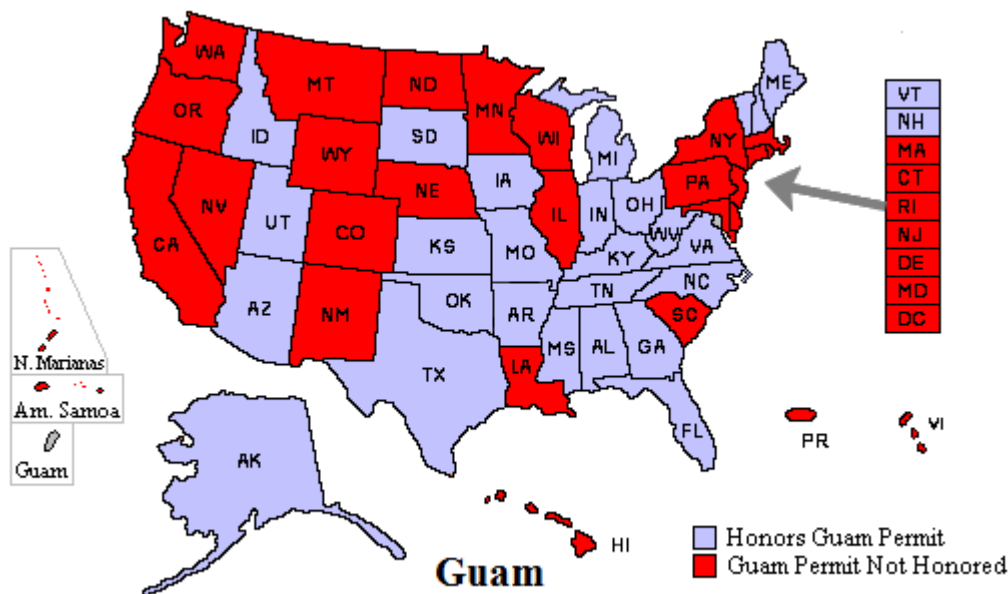 WA
MT
ND
MN
ME
VT
OR
ID
SD
WI
NY
NH
MA
WY
MI
CT
IA
PA
RI
NE
NV
UT
IL
IN
OH
NJ
CA
CO
KS
MO
WV
VA
DE
KY
MD
AZ
NM
OK
AR
TN
NC
DC
SC
MS
AL
GA
N. Marianas
TX
LA
Am. Samoa
FL
PR
VI
Guam
AK
HI
Honors Guam Permit
Guam
Guam Permit Not Honored